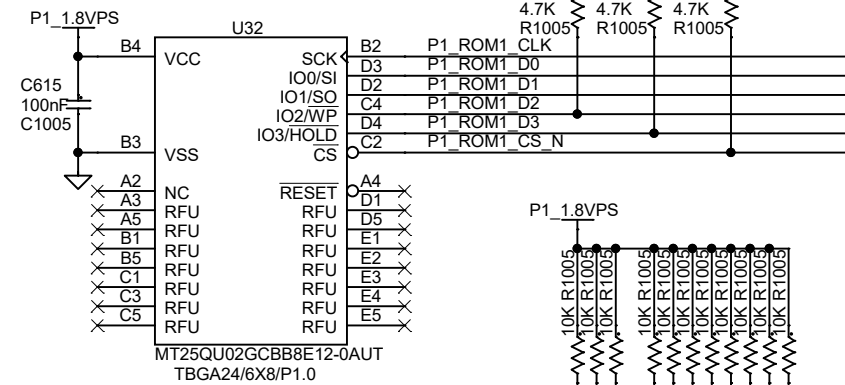 4.7K 4.7K
R1005 R1005 R1005
P1_1.8VPS
U32
B4 VCC SCK B2 P1_ROM1_CLK
IO0/SI D3 P1_ROM1_D0
IO1/SO D2 P1_ROM1_D1
C615
100nF
C1005
IO2/WP C4 P1_ROM1_D2
IO3/HOLD D4 P1_ROM1_D3
B3 VSS CS C2 P1_ROM1_CS_N
A2 NC RESET A4
A3 RFU RFU D1
A5 RFU RFU D5
B1 RFU RFU E1
B5 RFU RFU E2
C1 RFU RFU E3
C3 RFU RFU E4
C5 RFU RFU E5
MT25QU02GCBB8E12-0AUT
TBGA24/6X8/P1.0
P1_1.8VPS
10K R1005
10K R1005
10K R1005
10K R1005
10K R1005
10K R1005
10K R1005
10K R1005
10K R1005
10K R1005
10K R1005